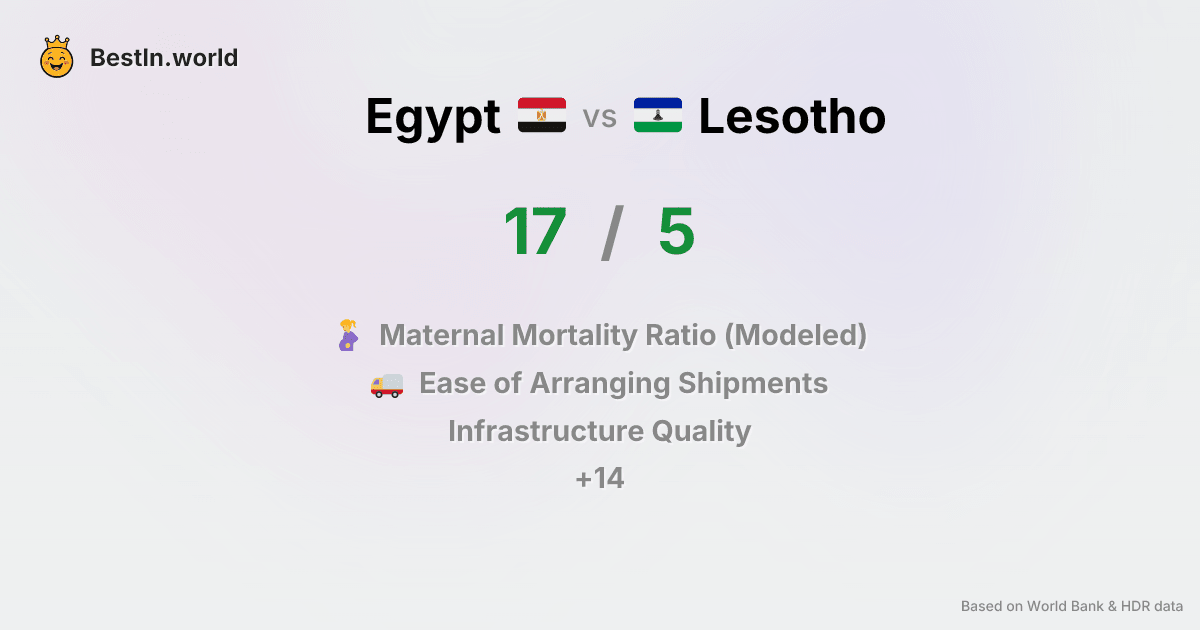 BestIn.world
Egypt vs Lesotho
17 / 5
Maternal Mortality Ratio (Modeled)
Ease of Arranging Shipments
Infrastructure Quality
+14
Based on World Bank & HDR data